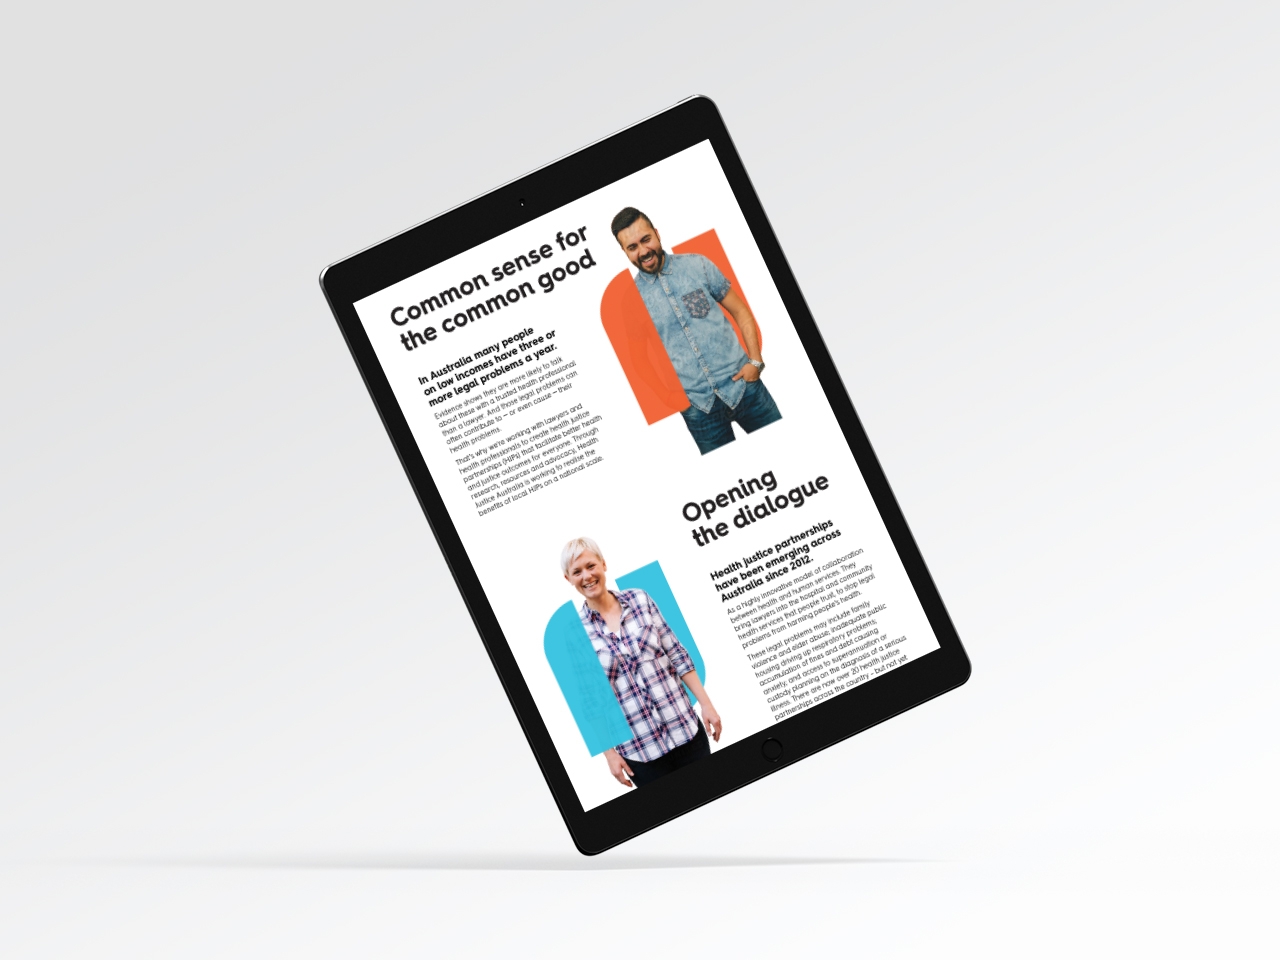 Common sense for
the common good
In Australia many people
on low incomes have three or
more legal problems a year.
Evidence shows they are more likely to talk
about these with a trusted health professional
than a lawyer. And those legal problems can
often contribute to – or even cause – their
health problems.
That's why we're working with lawyers and
health professionals to create health justice
partnerships (HJPs) that facilitate better health
and justice outcomes for everyone. Through
research, resources and advocacy, Health
Justice Australia is working to realise the
benefits of local HJPs on a national scale.
Opening
the dialogue
Health justice partnerships
have been emerging across
Australia since 2012.
As a highly innovative model of collaboration
between health and human services. They
bring lawyers into the hospital and community
health services that people trust, to stop legal
problems from harming people's health.
These legal problems may include family
violence and elder abuse; inadequate public
housing driving up respiratory problems;
accumulation of fines and debt causing
anxiety; and access to superannuation or
custody planning on the diagnosis of a serious
illness. There are now over 20 health justice
partnerships across the country – but not yet